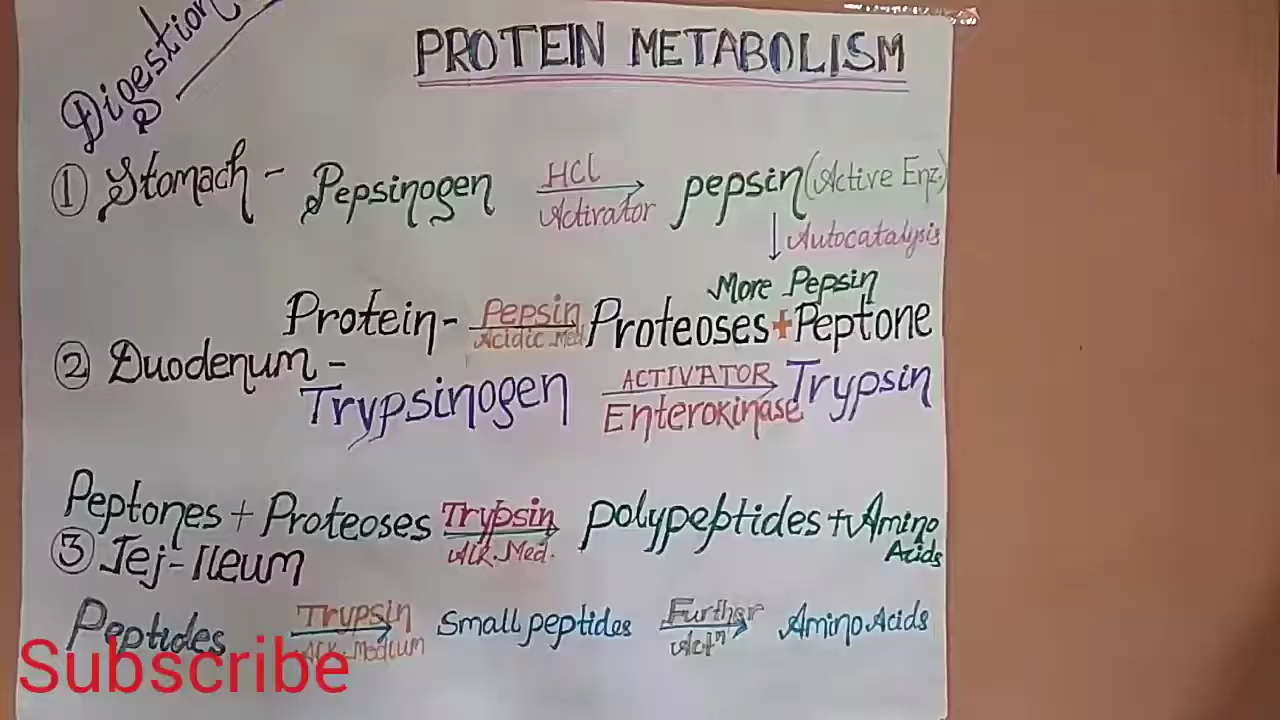 Digestion
PROTEIN METABOLISM
① Stomach - Pepsinogen HCl Activator pepsin (Active Enz.)
Autocatalysis
More Pepsin
Protein - Pepsin Acidic Med. Proteoses + Peptone
② Duodenum -
Trypsinogen ACTIVATOR Enterokinase Trypsin
Peptones + Proteoses Trypsin Alk. Med. polypeptides + Amino Acids
③ Jej-Ileum
Peptides Trypsin Alk. Medium Small peptides Further Actⁿ Amino Acids
Subscribe